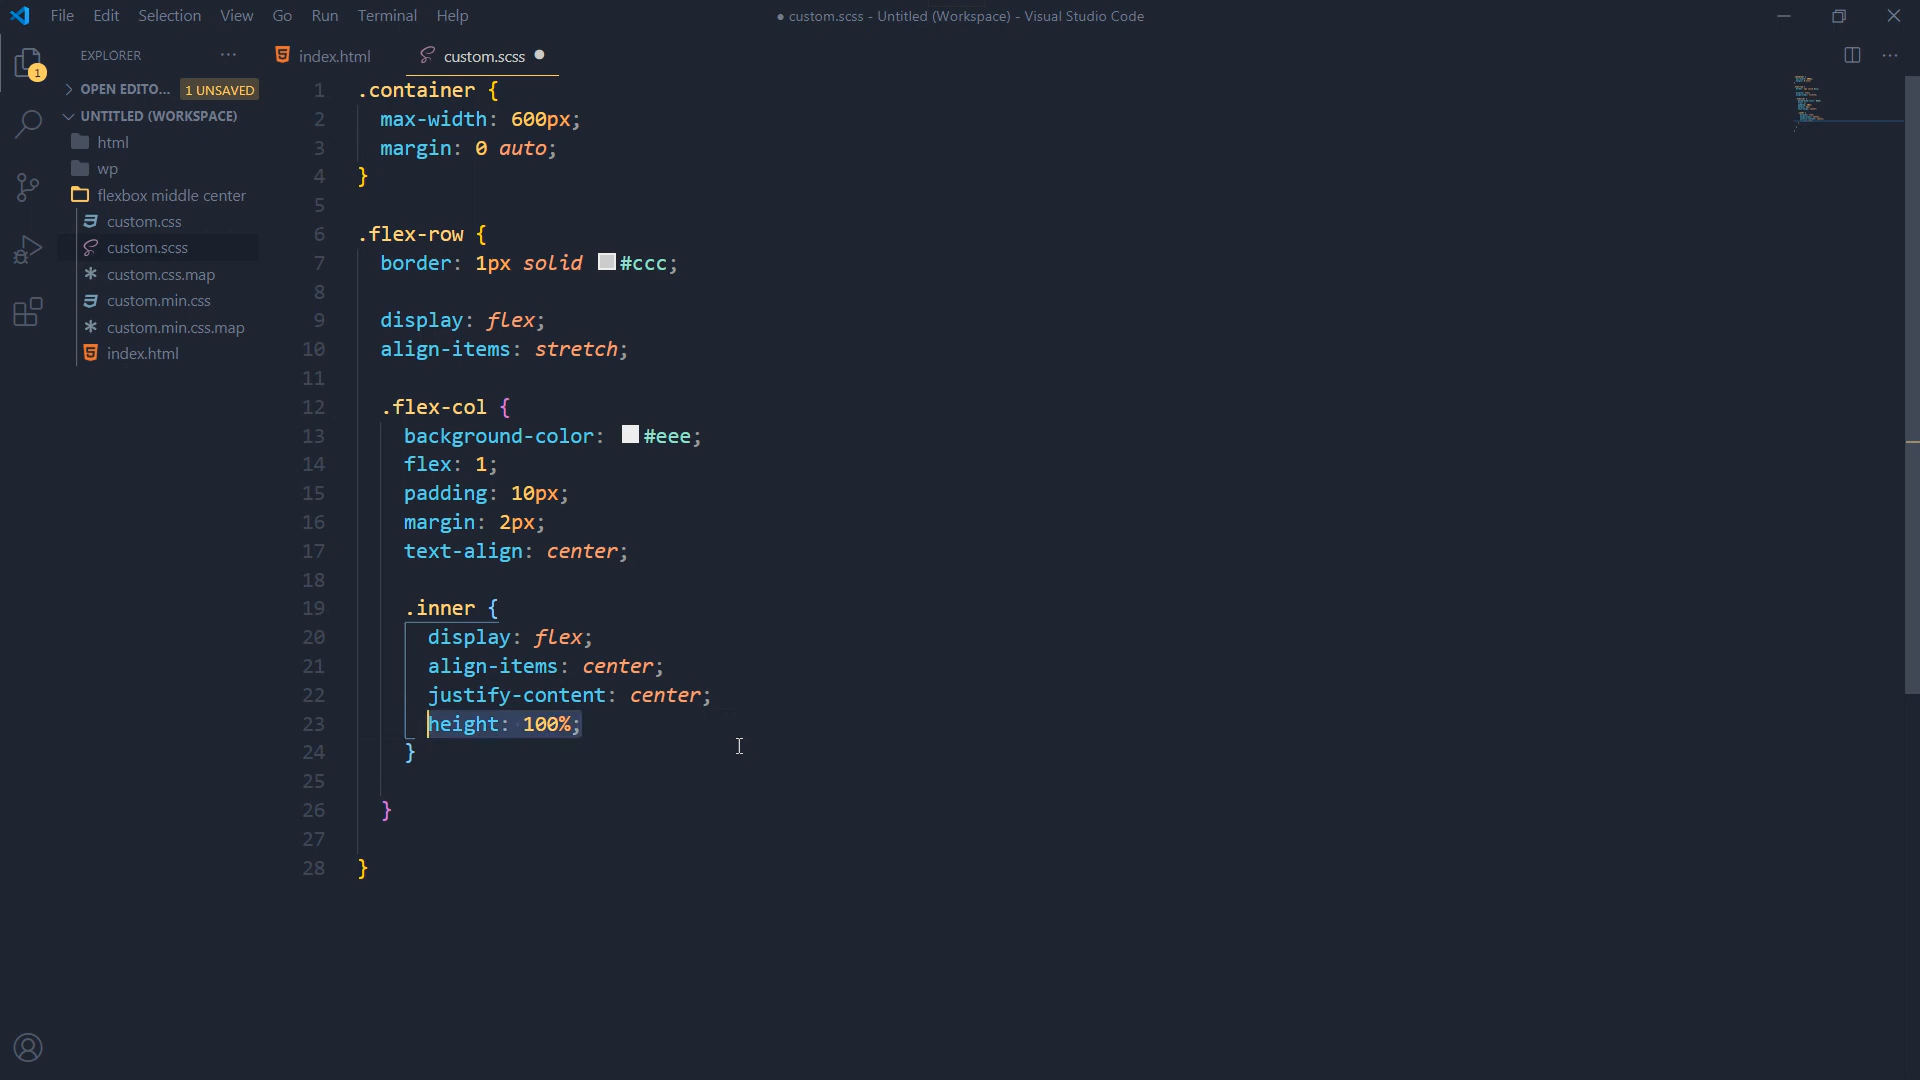 File Edit Selection View Go Run Terminal Help
● custom.scss - Untitled (Workspace) - Visual Studio Code
1
EXPLORER
OPEN EDITO... 1 UNSAVED
UNTITLED (WORKSPACE)
html
wp
flexbox middle center
custom.css
custom.scss
custom.css.map
custom.min.css
custom.min.css.map
index.html
index.html custom.scss
1 .container {
2 max-width: 600px;
3 margin: 0 auto;
4 }
5
6 .flex-row {
7 border: 1px solid #ccc;
8
9 display: flex;
10 align-items: stretch;
11
12 .flex-col {
13 background-color: #eee;
14 flex: 1;
15 padding: 10px;
16 margin: 2px;
17 text-align: center;
18
19 .inner {
20 display: flex;
21 align-items: center;
22 justify-content: center;
23 height: 100%;
24 }
25
26 }
27
28 }